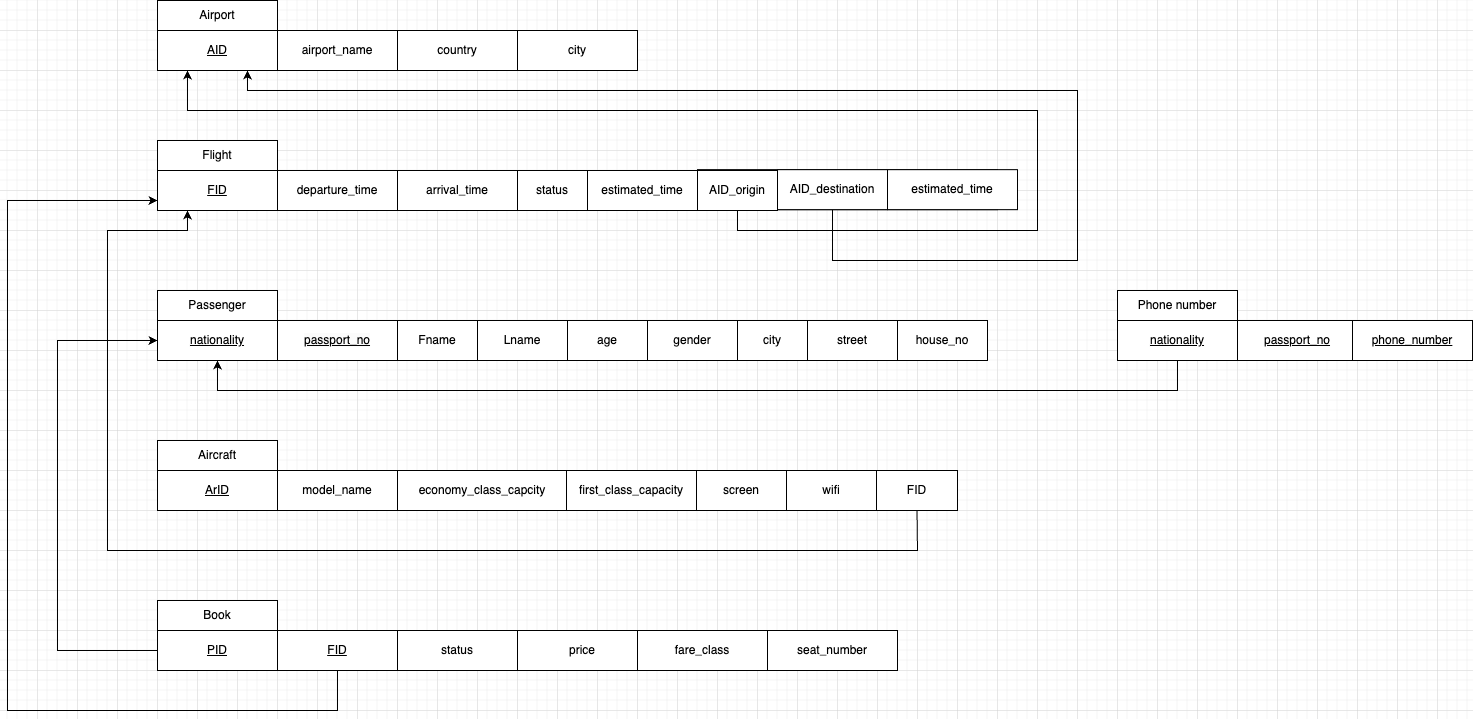 Airport
AID airport_name country city
Flight
FID departure_time arrival_time status estimated_time AID_origin AID_destination estimated_time
Passenger
nationality passport_no Fname Lname age gender city street house_no
Phone number
nationality passport_no phone_number
Aircraft
ArID model_name economy_class_capcity first_class_capacity screen wifi FID
Book
PID FID status price fare_class seat_number